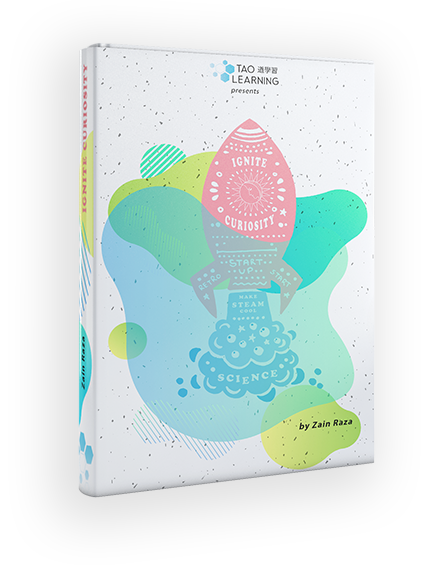 TAO 道學習
LEARNING
presents
IGNITE
CURIOSITY
START
UP
MAKE
STEAM
COOL
SCIENCE
by Zain Raza
IGNITE CURIOSITY
Zain Raza